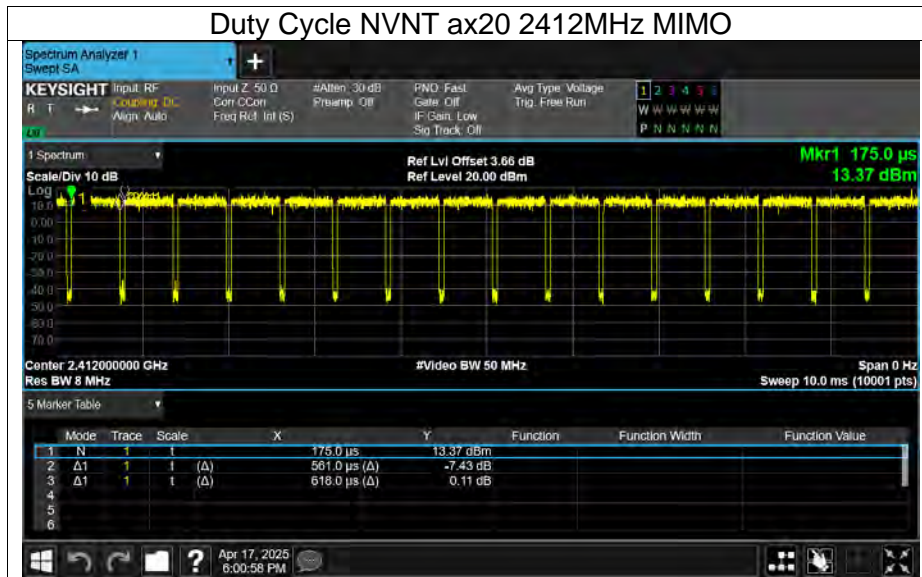 Duty Cycle NVNT ax20 2412MHz MIMO
Spectrum Analyzer 1
Swept SA
+
KEYSIGHT Input: RF Input Z: 50 Ω #Atten: 30 dB PNO: Fast Avg Type: Voltage 1 2 3 4 5 6
R T Coupling: DC Corr CCorr Preamp: Off Gate: Off Trig: Free Run W W W W W W
Align: Auto Freq Ref: Int (S) IF Gain: Low
Sig Track: Off P N N N N N
1 Spectrum Ref Lvl Offset 3.66 dB Mkr1 175.0 µs
Scale/Div 10 dB Ref Level 20.00 dBm 13.37 dBm
Log
10.0 1
0.00
-10.0
-20.0
-30.0
-40.0
-50.0
-60.0
-70.0
Center 2.412000000 GHz #Video BW 50 MHz Span 0 Hz
Res BW 8 MHz Sweep 10.0 ms (10001 pts)
5 Marker Table
Mode Trace Scale X Y Function Function Width Function Value
1 N 1 t 175.0 µs 13.37 dBm
2 Δ1 1 t (Δ) 561.0 µs (Δ) -7.43 dB
3 Δ1 1 t (Δ) 618.0 µs (Δ) 0.11 dB
4
5
6
? Apr 17, 2025
6:00:58 PM